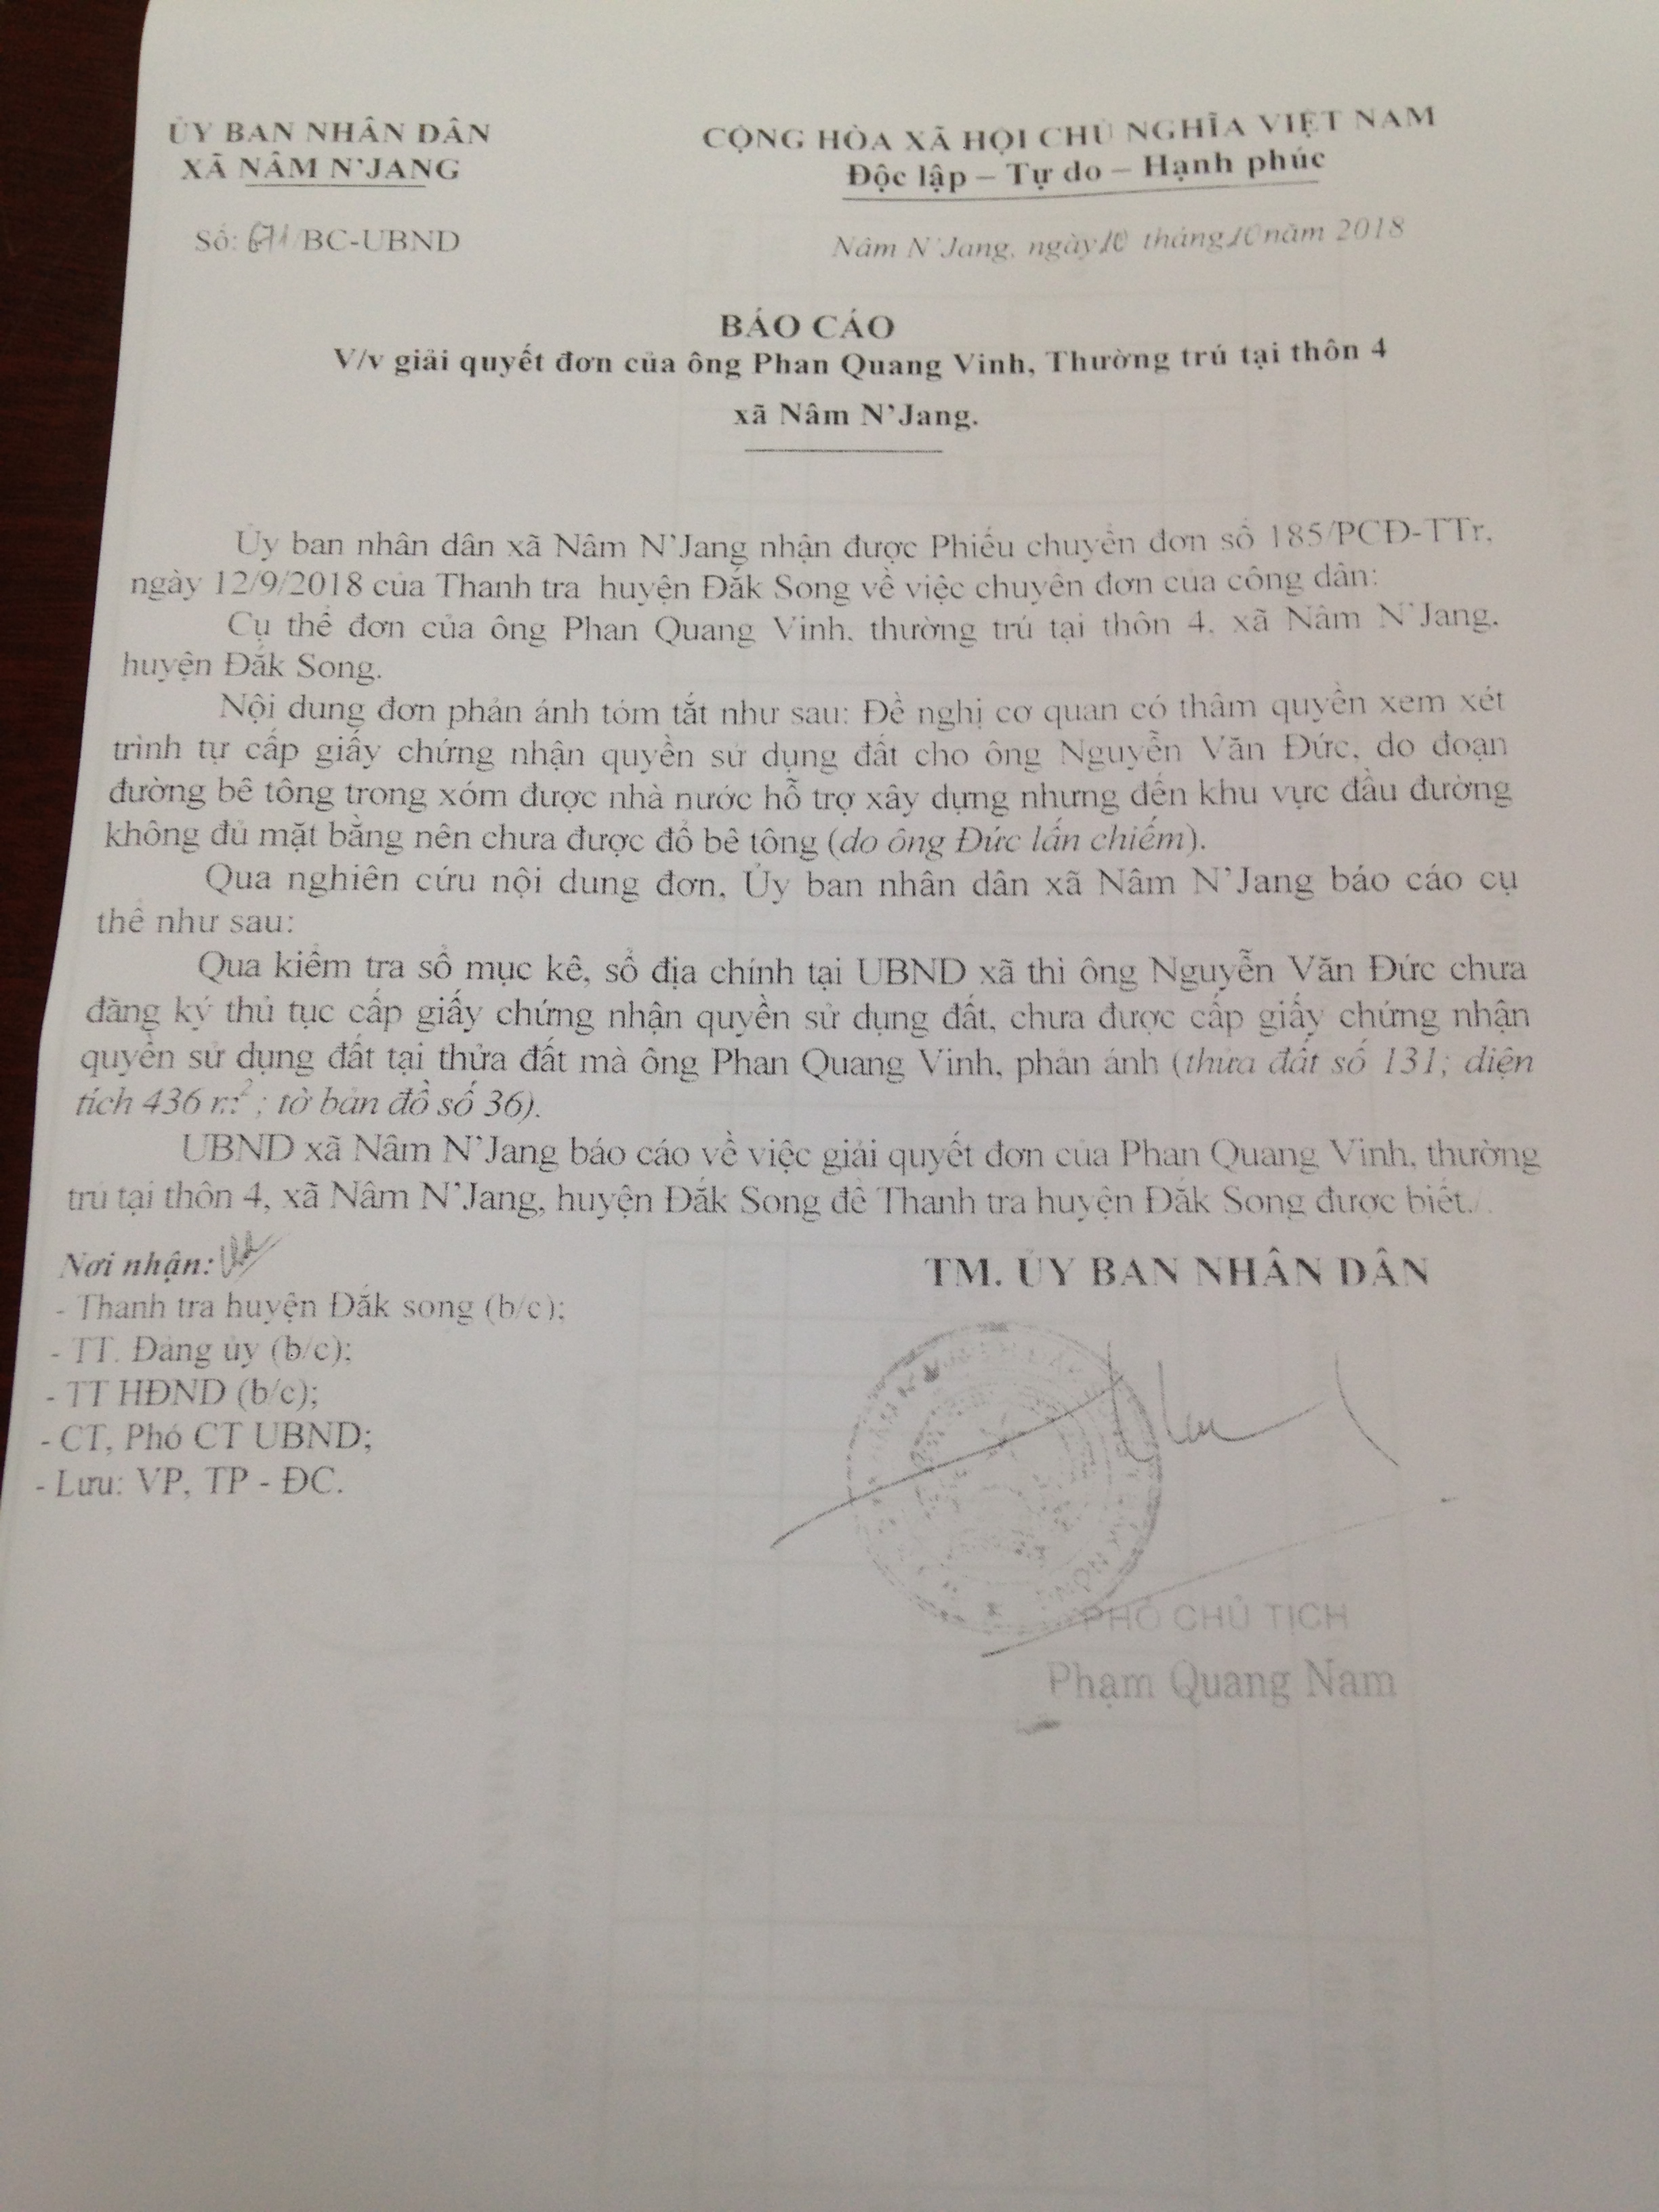 ỦY BAN NHÂN DÂN
XÃ NÂM N'JANG
CỘNG HÒA XÃ HỘI CHỦ NGHĨA VIỆT NAM
Độc lập – Tự do – Hạnh phúc
Số: /BC-UBND
Nâm N'Jang, ngày 10 tháng 10 năm 2018
BÁO CÁO
V/v giải quyết đơn của ông Phan Quang Vinh, Thường trú tại thôn 4
xã Nâm N'Jang.
Ủy ban nhân dân xã Nâm N'Jang nhận được Phiếu chuyển đơn số 185/PCĐ-TTr,
ngày 12/9/2018 của Thanh tra huyện Đắk Song về việc chuyển đơn của công dân:
Cụ thể đơn của ông Phan Quang Vinh, thường trú tại thôn 4, xã Nâm N'Jang,
huyện Đắk Song.
Nội dung đơn phản ánh tóm tắt như sau: Đề nghị cơ quan có thẩm quyền xem xét
trình tự cấp giấy chứng nhận quyền sử dụng đất cho ông Nguyễn Văn Đức, do đoạn
đường bê tông trong xóm được nhà nước hỗ trợ xây dựng nhưng đến khu vực đầu đường
không đủ mặt bằng nên chưa được đổ bê tông (do ông Đức lấn chiếm).
Qua nghiên cứu nội dung đơn, Ủy ban nhân dân xã Nâm N'Jang báo cáo cụ
thể như sau:
Qua kiểm tra sổ mục kê, sổ địa chính tại UBND xã thì ông Nguyễn Văn Đức chưa
đăng ký thủ tục cấp giấy chứng nhận quyền sử dụng đất, chưa được cấp giấy chứng nhận
quyền sử dụng đất tại thửa đất mà ông Phan Quang Vinh, phản ánh (thửa đất số 131; diện
tích 436 m²; tờ bản đồ số 36).
UBND xã Nâm N'Jang báo cáo về việc giải quyết đơn của Phan Quang Vinh, thường
trú tại thôn 4, xã Nâm N'Jang, huyện Đắk Song để Thanh tra huyện Đắk Song được biết./.
Nơi nhận:
- Thanh tra huyện Đắk song (b/c);
- TT. Đảng ủy (b/c);
- TT HĐND (b/c);
- CT, Phó CT UBND;
- Lưu: VP, TP - ĐC.
TM. ỦY BAN NHÂN DÂN
PHÓ CHỦ TỊCH
Phạm Quang Nam